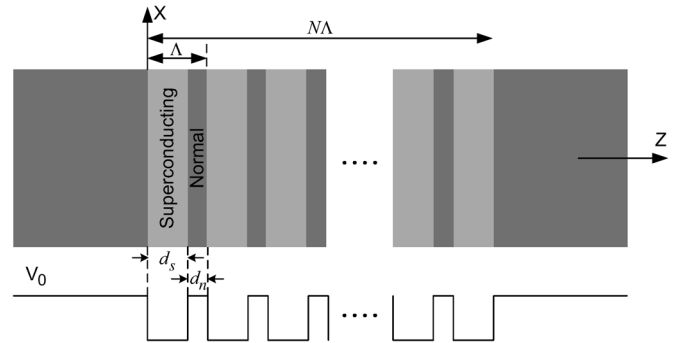 X
NΛ
Λ
Superconducting
Normal
Z
....
d_s
d_n
V_0
....